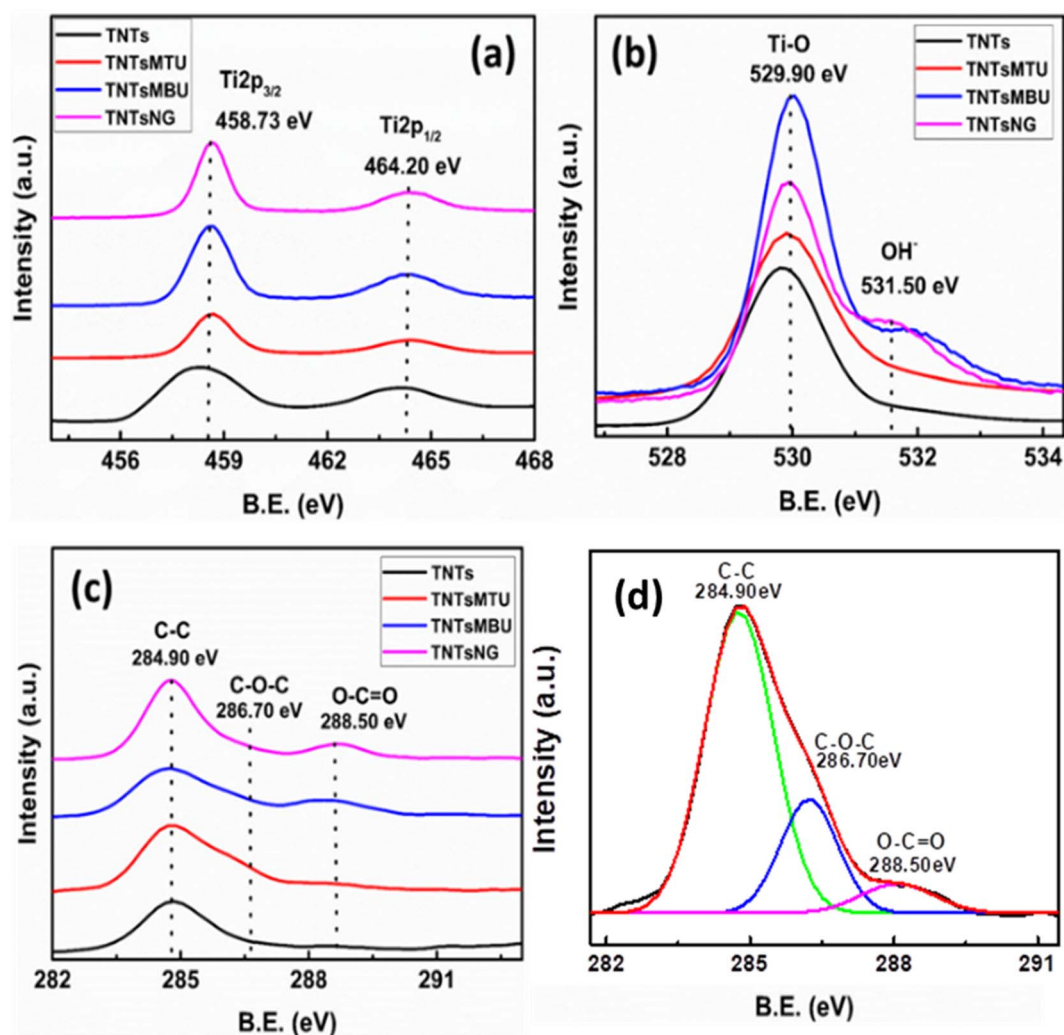 TNTs
TNTsMTU
TNTsMBU
TNTsNG
(a)
Ti2p3/2
458.73 eV
Ti2p1/2
464.20 eV
Intensity (a.u.)
456 459 462 465 468
B.E. (eV)
(b)
Ti-O
529.90 eV
TNTs
TNTsMTU
TNTsMBU
TNTsNG
OH-
531.50 eV
Intensity (a.u.)
528 530 532 534
B.E. (eV)
(c)
TNTs
TNTsMTU
TNTsMBU
TNTsNG
C-C
284.90 eV
C-O-C
286.70 eV
O-C=O
288.50 eV
Intensity (a.u.)
282 285 288 291
B.E. (eV)
(d)
C-C
284.90eV
C-O-C
286.70eV
O-C=O
288.50eV
Intensity (a.u.)
282 285 288 291
B.E. (eV)